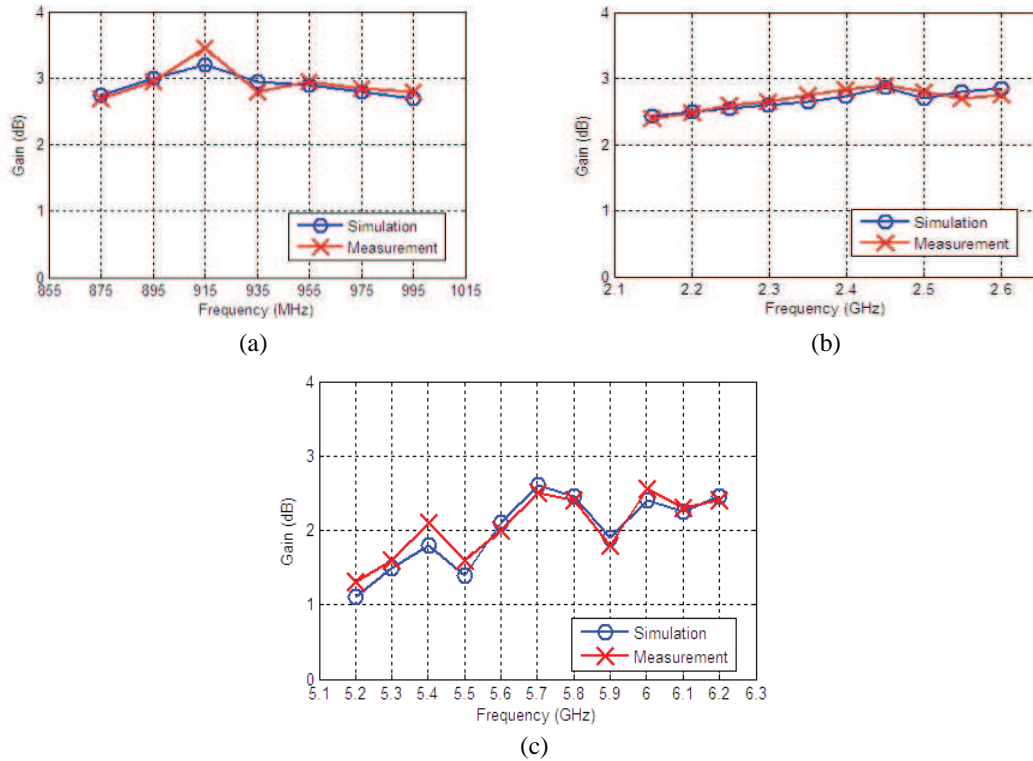 4
3
2
1
0
Gain (dB)
855 875 895 915 935 955 975 995 1015
Frequency (MHz)
Simulation
Measurement
(a)
4
3
2
1
0
Gain (dB)
2.1 2.2 2.3 2.4 2.5 2.6
Frequency (GHz)
Simulation
Measurement
(b)
4
3
2
1
0
Gain (dB)
5.1 5.2 5.3 5.4 5.5 5.6 5.7 5.8 5.9 6 6.1 6.2 6.3
Frequency (GHz)
Simulation
Measurement
(c)